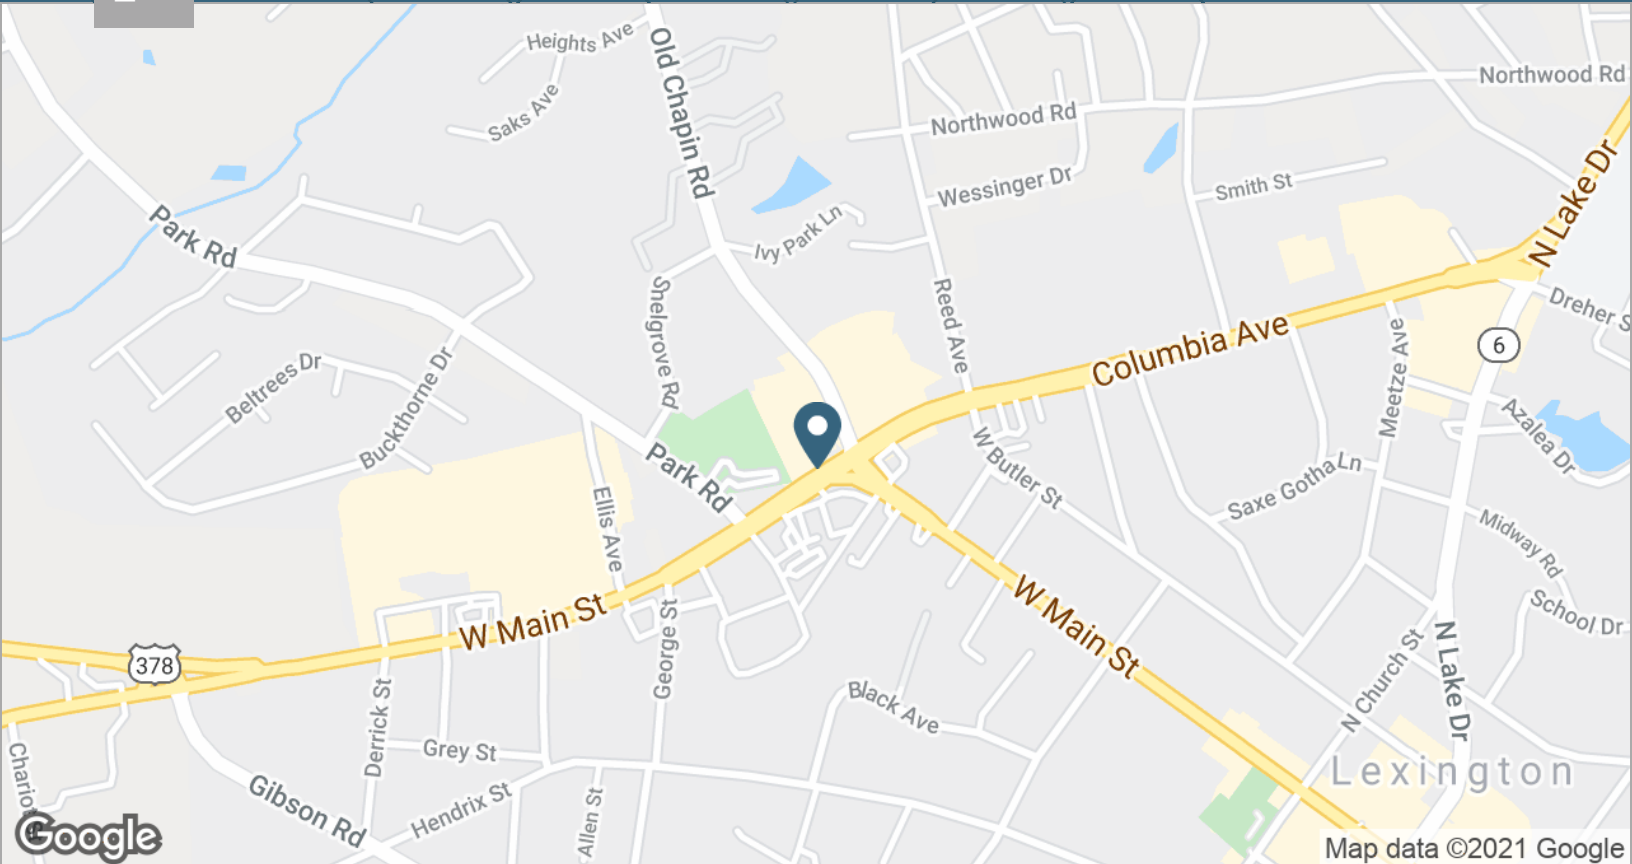 Heights Ave
Old Chapin Rd
Northwood Rd
Saks Ave
Northwood Rd
N Lake Dr
Wessinger Dr
Smith St
Park Rd
Ivy Park Ln
Snelgrove Rd
Reed Ave
Dreher S
Columbia Ave
Meetze Ave
6
Beltrees Dr
Buckthorne Dr
Azalea Dr
W Butler St
Park Rd
Saxe Gotha Ln
Ellis Ave
Midway Rd
W Main St
W Main St
School Dr
George St
N Church St
N Lake Dr
378
Black Ave
Derrick St
Grey St
Chariot
Lexington
Gibson Rd
Hendrix St
Allen St
Google
Map data ©2021 Google